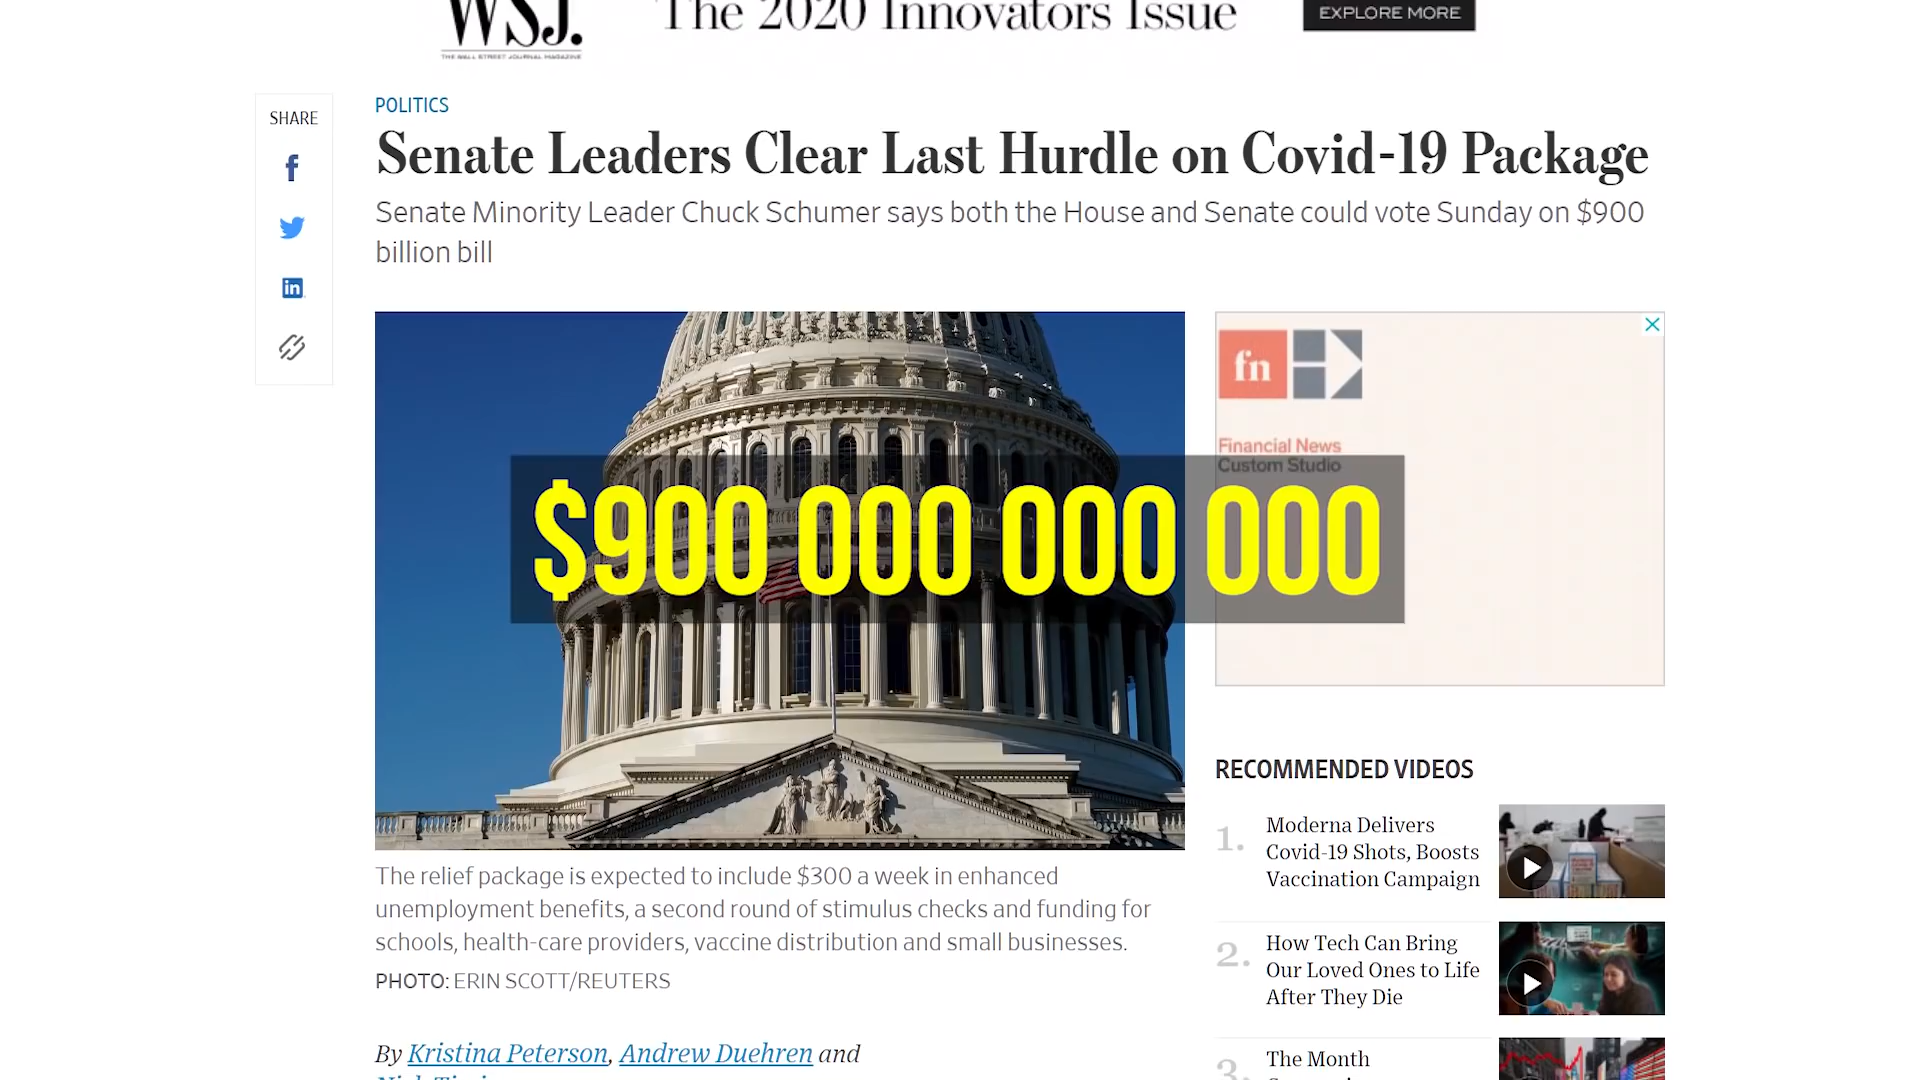 WSJ.
THE WALL STREET JOURNAL MAGAZINE
The 2020 Innovators Issue
EXPLORE MORE
SHARE
POLITICS
Senate Leaders Clear Last Hurdle on Covid-19 Package
Senate Minority Leader Chuck Schumer says both the House and Senate could vote Sunday on $900
billion bill
fn
Financial News
Custom Studio
$900 000 000 000
The relief package is expected to include $300 a week in enhanced
unemployment benefits, a second round of stimulus checks and funding for
schools, health-care providers, vaccine distribution and small businesses.
PHOTO: ERIN SCOTT/REUTERS
By Kristina Peterson, Andrew Duehren and
RECOMMENDED VIDEOS
1. Moderna Delivers
Covid-19 Shots, Boosts
Vaccination Campaign
2. How Tech Can Bring
Our Loved Ones to Life
After They Die
3. The Month